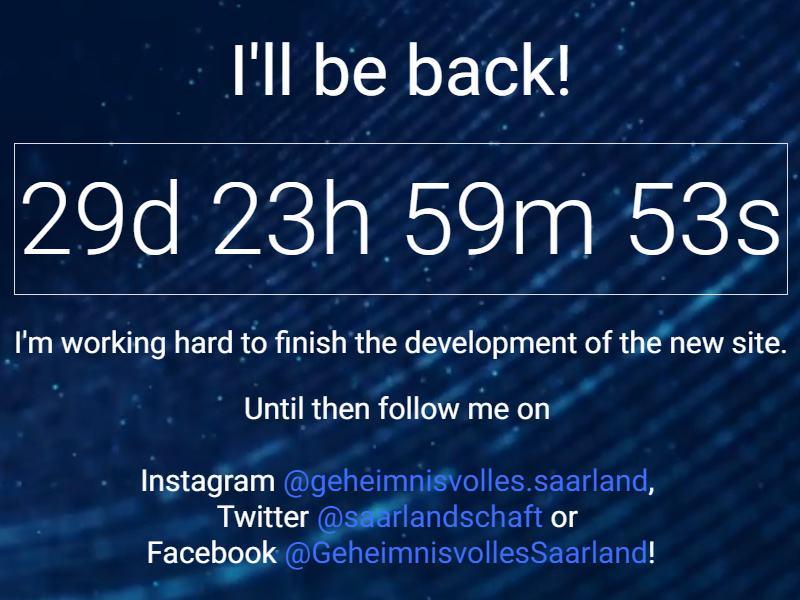 I'll be back!
29d 23h 59m 53s
I'm working hard to finish the development of the new site.
Until then follow me on
Instagram @geheimnisvolles.saarland,
Twitter @saarlandschaft or
Facebook @GeheimnisvollesSaarland!